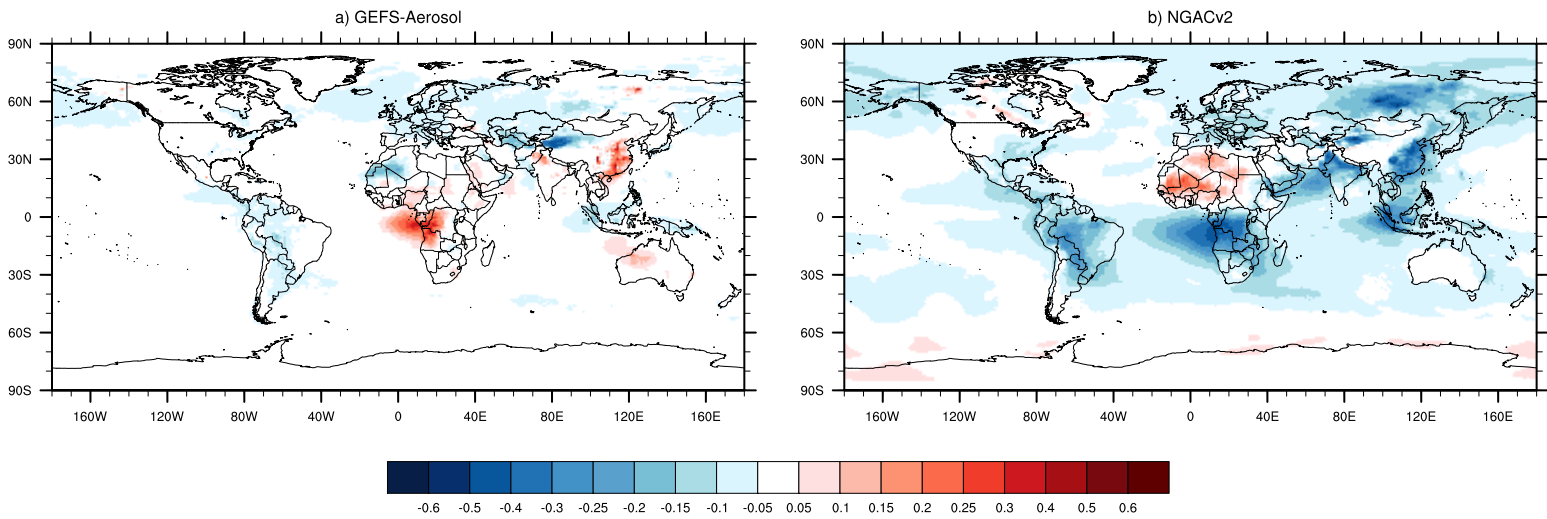 a) GEFS-Aerosol
b) NGACv2
90N 90N
60N 60N
30N 30N
0 0
30S 30S
60S 60S
90S 90S
160W 120W 80W 40W 0 40E 80E 120E 160E
160W 120W 80W 40W 0 40E 80E 120E 160E
-0.6 -0.5 -0.4 -0.3 -0.25 -0.2 -0.15 -0.1 -0.05 0.05 0.1 0.15 0.2 0.25 0.3 0.4 0.5 0.6